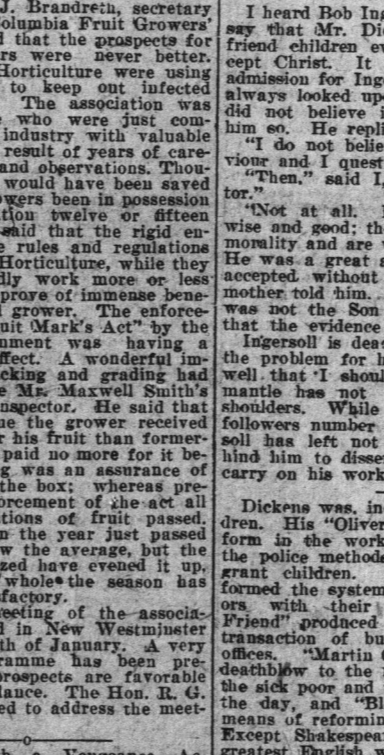 J. Brandreth, secretary
Columbia Fruit Growers'
d that the prospects for
rs were never better.
Horticulture were using
to keep out infected
The association was
who were just com-
industry with valuable
result of years of care-
and observations. Thou-
would have been saved
owers been in possession
tion twelve or fifteen
said that the rigid en-
e rules and regulations
Horticulture, while they
dly work more or less
prove of immense bene-
l grower. The enforce-
uit Mark's Act" by the
nment was having a
ffect. A wonderful im-
cking and grading had
e Mr. Maxwell Smith's
nspector. He said that
ue the grower received
r his fruit than former-
paid no more for it be-
g was an assurance of
the box; whereas pre-
orcement of the act all
tions of fruit passed.
n the year just passed
w the average, but the
zed have evened it up,
whole the season has
factory.
eeting of the associa-
d in New Westminster
th of January. A very
ramme has been pre-
prospects are favorable
dance. The Hon. R. G.
ed to address the meet-
I heard Bob Ing
say that Mr. Dic
friend children ev
cept Christ. It
admission for Inge
always looked upo
did not believe i
him so. He repli
"I do not belie
viour and I quest
"Then," said I,
tor."
"Not at all.
wise and good; th
morality and are
He was a great
accepted without
mother told him.
was not the Son
that the evidence
Ingersoll is dead
the problem for h
well that I shoul
mantle has not
shoulders. While
followers number
soll has left not
hind him to disse
carry on his work
Dickens was, in
dren. His "Oliver
form in the work
the police methods
grant children.
formed the system
ors with their
Friend" produced
transaction of bu
offices. "Martin C
deathblow to the
the sick poor and
the day, and "Bl
means of reformin
Except Shakespea
greatest English